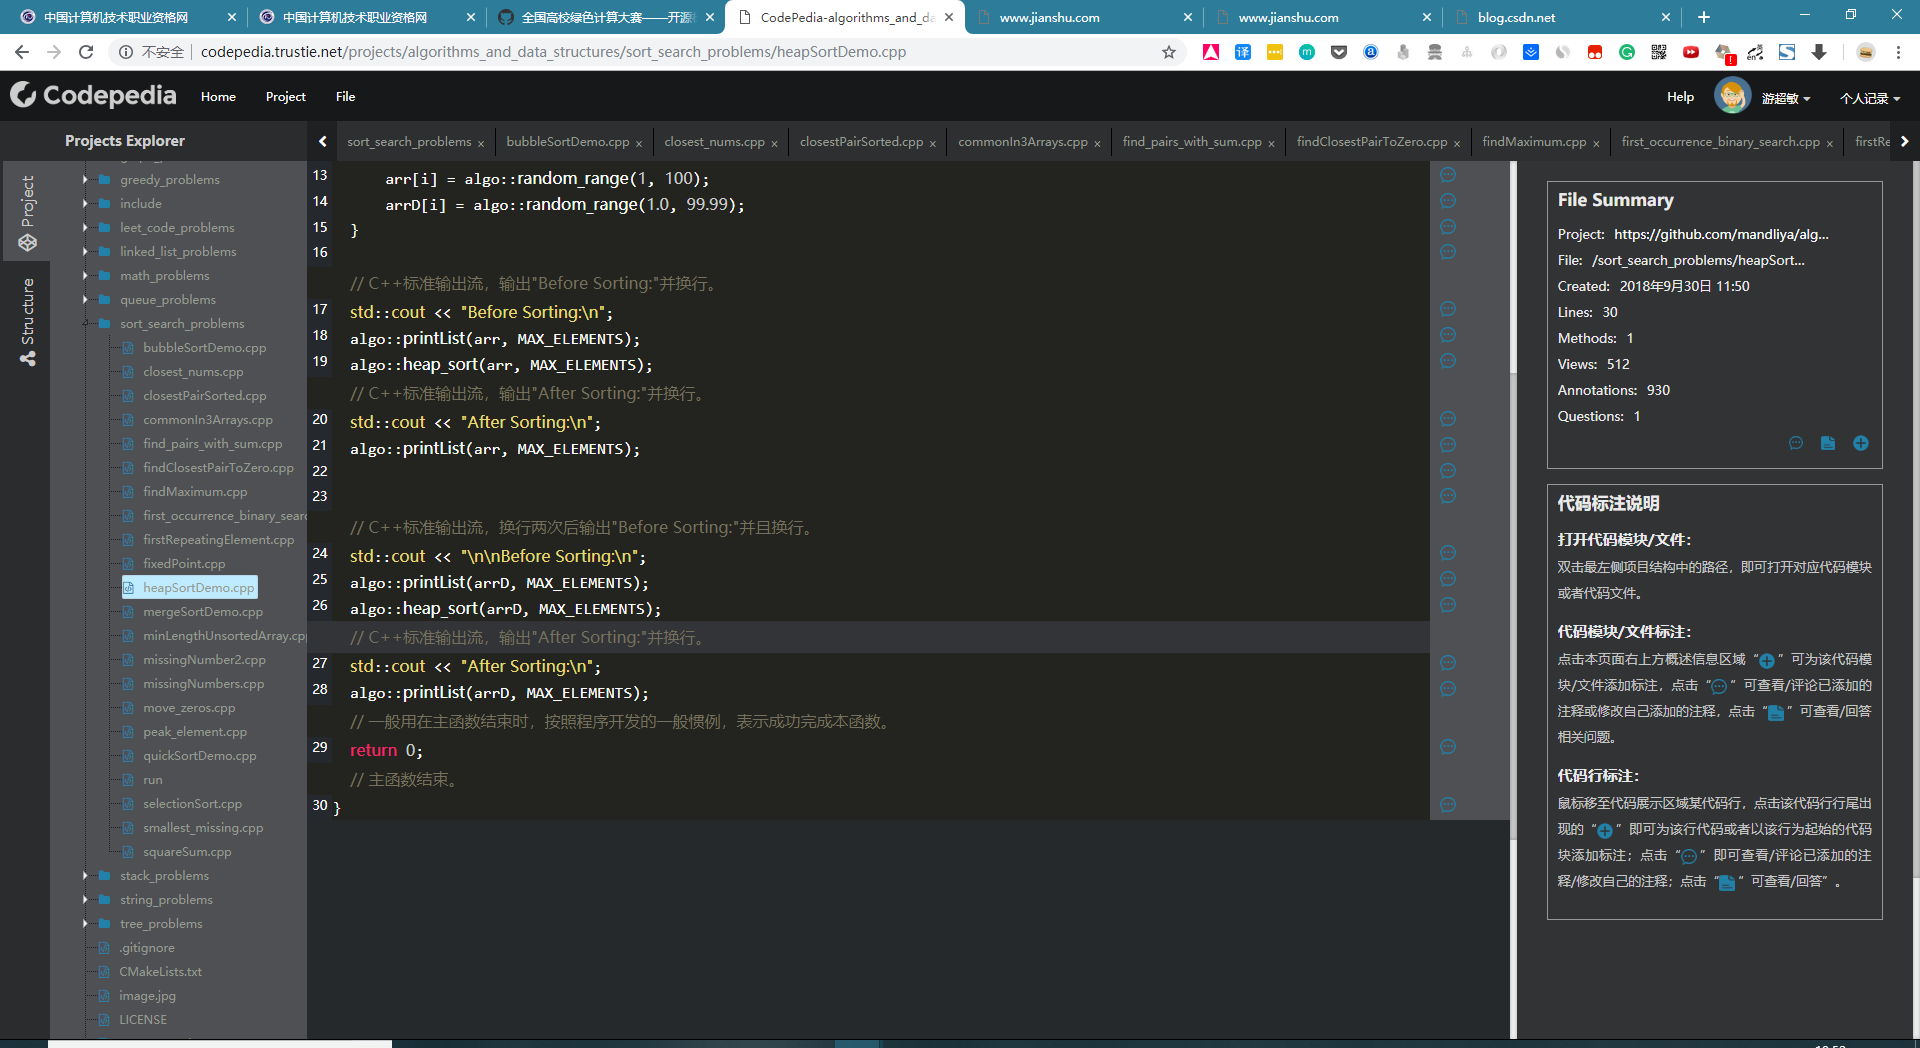 中国计算机技术职业资格网
中国计算机技术职业资格网
全国高校绿色计算大赛——开源
CodePedia-algorithms_and_da
www.jianshu.com
www.jianshu.com
blog.csdn.net
不安全
codepedia.trustie.net/projects/algorithms_and_data_structures/sort_search_problems/heapSortDemo.cpp
Codepedia
Home
Project
File
Help
游超敏
个人记录
Projects Explorer
sort_search_problems ×
bubbleSortDemo.cpp ×
closest_nums.cpp ×
closestPairSorted.cpp ×
commonIn3Arrays.cpp ×
find_pairs_with_sum.cpp ×
findClosestPairToZero.cpp ×
findMaximum.cpp ×
first_occurrence_binary_search.cpp ×
firstRe
Project
Structure
greedy_problems
include
leet_code_problems
linked_list_problems
math_problems
queue_problems
sort_search_problems
bubbleSortDemo.cpp
closest_nums.cpp
closestPairSorted.cpp
commonIn3Arrays.cpp
find_pairs_with_sum.cpp
findClosestPairToZero.cpp
findMaximum.cpp
first_occurrence_binary_searc
firstRepeatingElement.cpp
fixedPoint.cpp
heapSortDemo.cpp
mergeSortDemo.cpp
minLengthUnsortedArray.cpp
missingNumber2.cpp
missingNumbers.cpp
move_zeros.cpp
peak_element.cpp
quickSortDemo.cpp
run
selectionSort.cpp
smallest_missing.cpp
squareSum.cpp
stack_problems
string_problems
tree_problems
.gitignore
CMakeLists.txt
image.jpg
LICENSE
13 arr[i] = algo::random_range(1, 100);
14 arrD[i] = algo::random_range(1.0, 99.99);
15 }
16
// C++标准输出流，输出"Before Sorting:"并换行。
17 std::cout << "Before Sorting:\n";
18 algo::printList(arr, MAX_ELEMENTS);
19 algo::heap_sort(arr, MAX_ELEMENTS);
// C++标准输出流，输出"After Sorting:"并换行。
20 std::cout << "After Sorting:\n";
21 algo::printList(arr, MAX_ELEMENTS);
22
23
// C++标准输出流，换行两次后输出"Before Sorting:"并且换行。
24 std::cout << "\n\nBefore Sorting:\n";
25 algo::printList(arrD, MAX_ELEMENTS);
26 algo::heap_sort(arrD, MAX_ELEMENTS);
// C++标准输出流，输出"After Sorting:"并换行。
27 std::cout << "After Sorting:\n";
28 algo::printList(arrD, MAX_ELEMENTS);
// 一般用在主函数结束时，按照程序开发的一般惯例，表示成功完成本函数。
29 return 0;
// 主函数结束。
30 }
File Summary
Project: https://github.com/mandliya/alg...
File: /sort_search_problems/heapSort...
Created: 2018年9月30日 11:50
Lines: 30
Methods: 1
Views: 512
Annotations: 930
Questions: 1
代码标注说明
打开代码模块/文件：
双击最左侧项目结构中的路径，即可打开对应代码模块
或者代码文件。
代码模块/文件标注：
点击本页面右上方概述信息区域“ ”可为该代码模
块/文件添加标注，点击“ ”可查看/评论已添加的
注释或修改自己添加的注释，点击“ ”可查看/回答
相关问题。
代码行标注：
鼠标移至代码展示区域某代码行，点击该代码行行尾出
现的“ ”即可为该行代码或者以该行为起始的代码
块添加标注；点击“ ”即可查看/评论已添加的注
释/修改自己的注释；点击“ ”可查看/回答”。